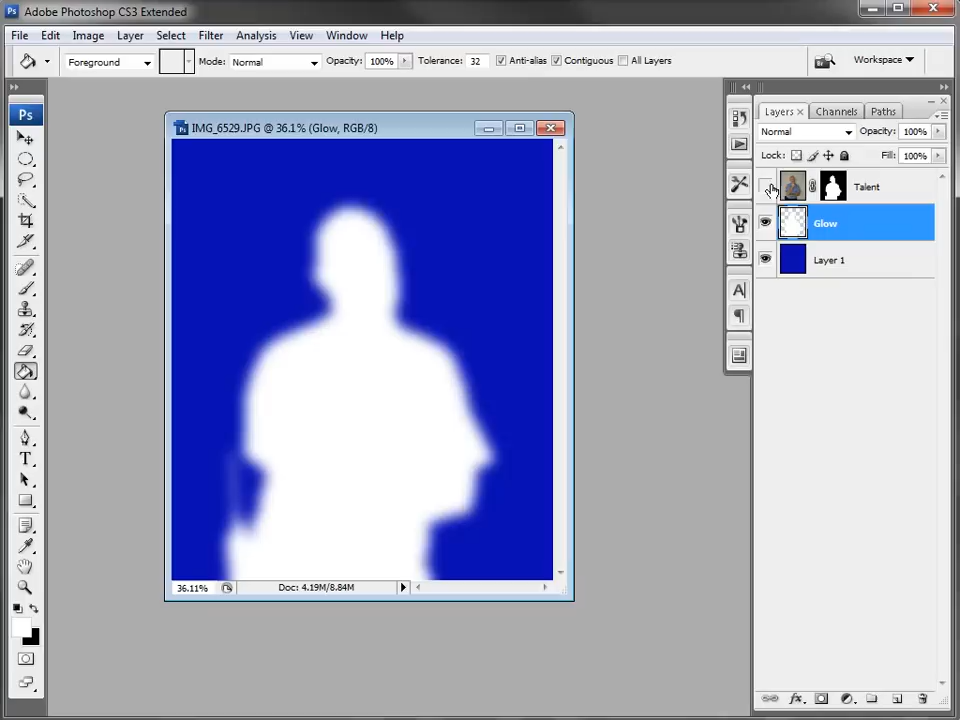 Ps Adobe Photoshop CS3 Extended
File Edit Image Layer Select Filter Analysis View Window Help
Foreground Mode: Normal Opacity: 100% Tolerance: 32 Anti-alias Contiguous All Layers Workspace
Ps
IMG_6529.JPG @ 36.1% (Glow, RGB/8)
Layers × Channels Paths
Normal Opacity: 100%
Lock: Fill: 100%
Talent
Glow
Layer 1
T
A
36.11% Doc: 4.19M/8.84M
fx